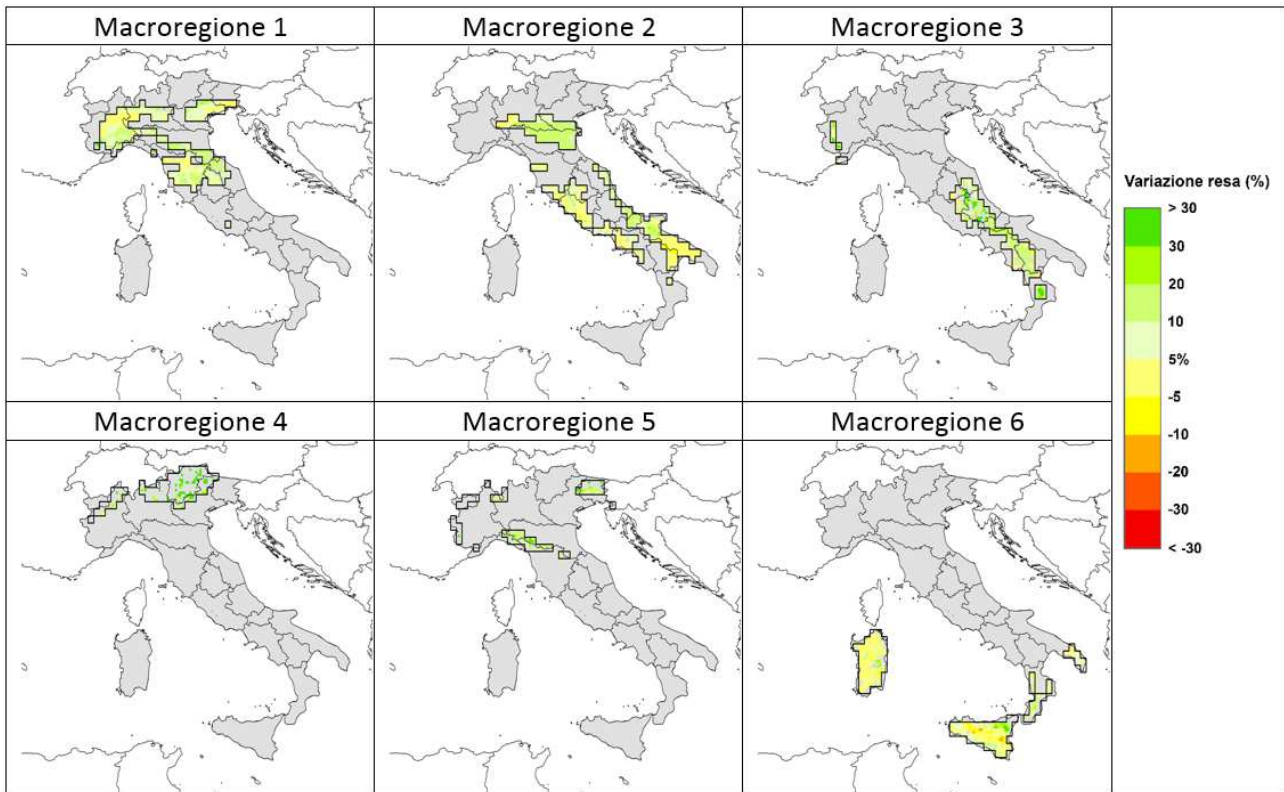 Macroregione 1
Macroregione 2
Macroregione 3
Variazione resa (%)
> 30
30
20
10
5%
-5
-10
-20
-30
< -30
Macroregione 4
Macroregione 5
Macroregione 6